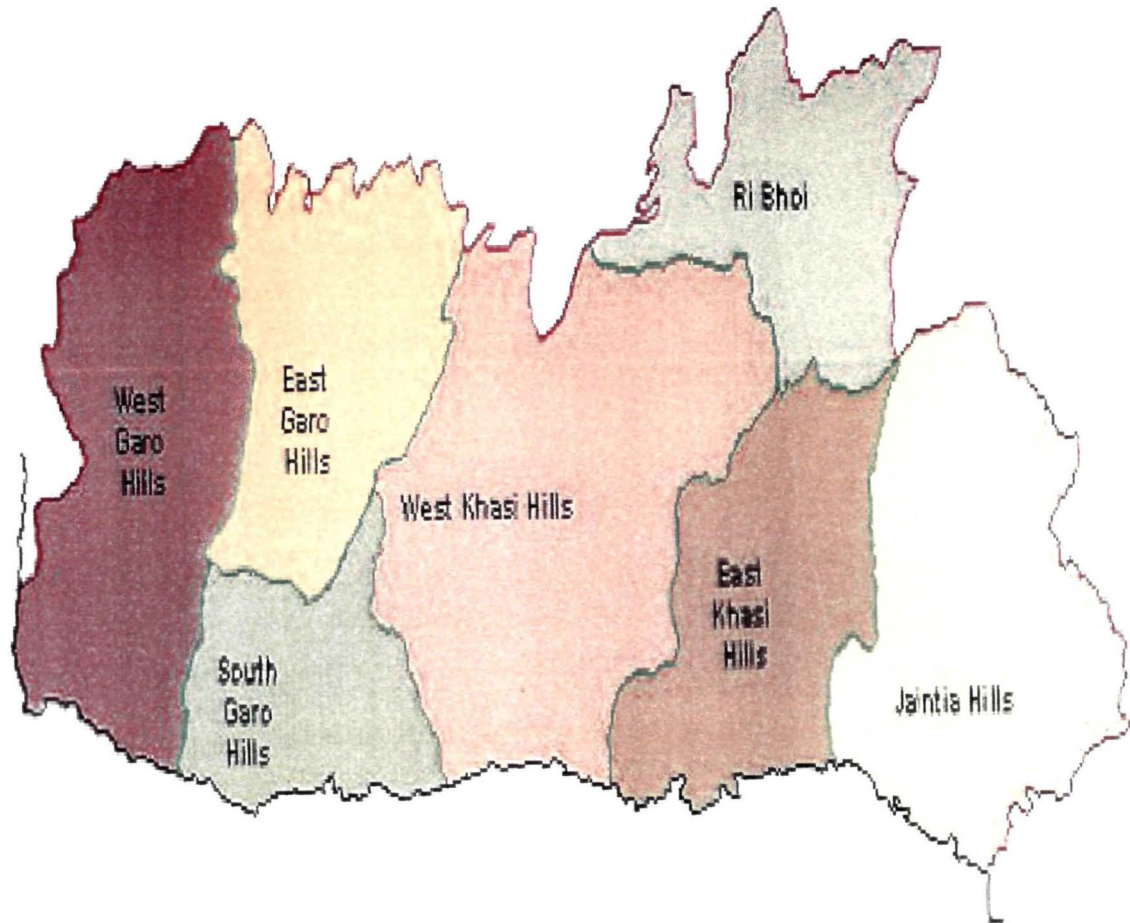 Ri Bhoi
West
Garo
Hills
East
Garo
Hills
West Khasi Hills
East
Khasi
Hills
South
Garo
Hills
Jaintia Hills